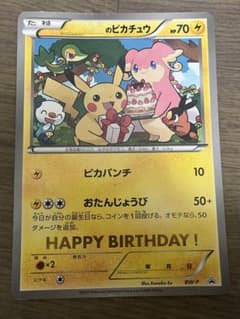 たね
のピカチュウ HP70
ピカパンチ 10
おたんじょうび 50+
今日が自分の誕生日なら、コインを1回投げる。オモテなら、50
ダメージ追加。
HAPPY BIRTHDAY!
×2
年 月 日
BW-P